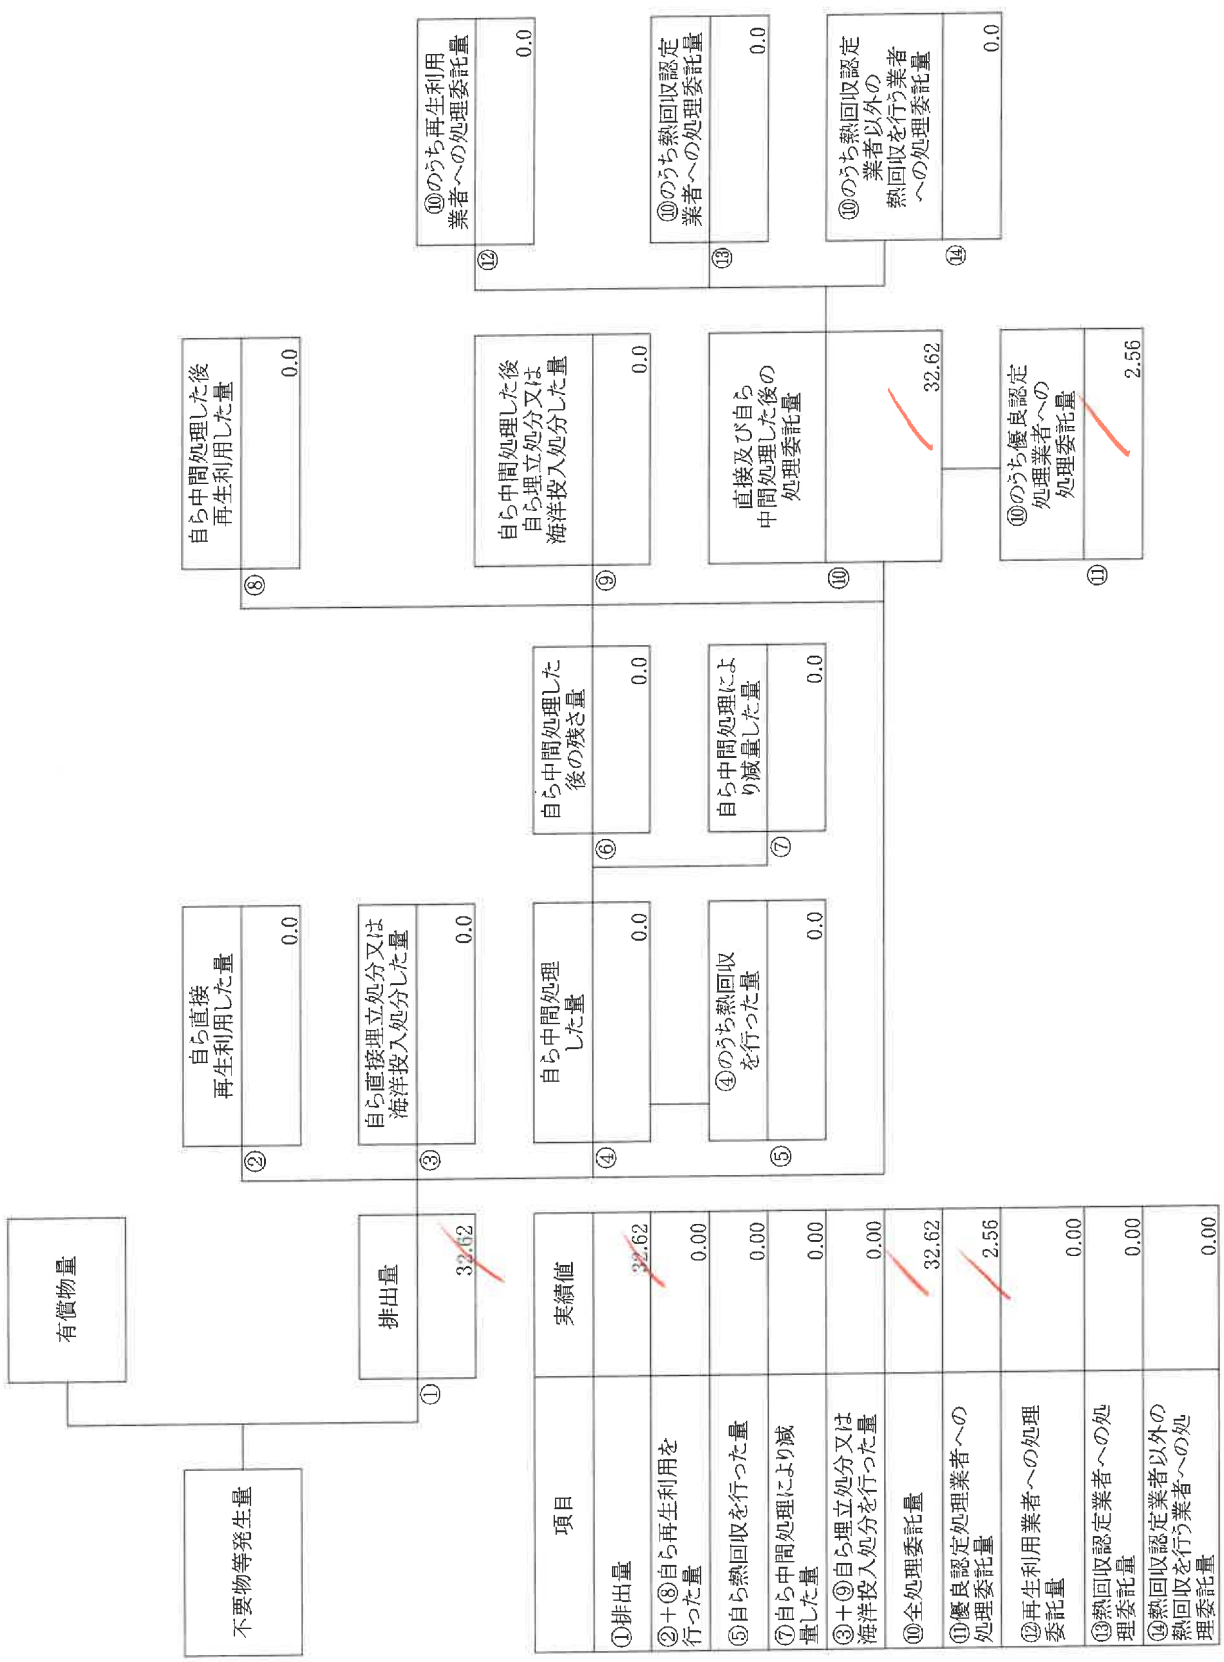 不要物等発生量
有償物量
①
排出量
32.62
②
自ら直接
再生利用した量
0.0
③
自ら直接埋立処分又は
海洋投入処分した量
0.0
④
自ら中間処理
した量
0.0
⑤
④のうち熱回収
を行った量
0.0
⑥
自ら中間処理した
後の残さ量
0.0
⑦
自ら中間処理によ
り減量した量
0.0
⑧
自ら中間処理した後
再生利用した量
0.0
⑨
自ら中間処理した後
自ら埋立処分又は
海洋投入処分した量
0.0
⑩
直接及び自ら
中間処理した後の
処理委託量
32.62
⑪
⑩のうち優良認定
処理業者への
処理委託量
2.56
⑫
⑩のうち再生利用
業者への処理委託量
0.0
⑬
⑩のうち熱回収認定
業者への処理委託量
0.0
⑭
⑩のうち熱回収認定
業者以外の
熱回収を行う業者
への処理委託量
0.0
項目 実績値
①排出量 32.62
②+⑧自ら再生利用を
行った量 0.00
⑤自ら熱回収を行った量 0.00
⑦自ら中間処理により減
量した量 0.00
③+⑨自ら埋立処分又は
海洋投入処分を行った量 0.00
⑩全処理委託量 32.62
⑪優良認定処理業者への
処理委託量 2.56
⑫再生利用業者への処理
委託量 0.00
⑬熱回収認定業者への処
理委託量 0.00
⑭熱回収認定業者以外の
熱回収を行う業者への処
理委託量 0.00